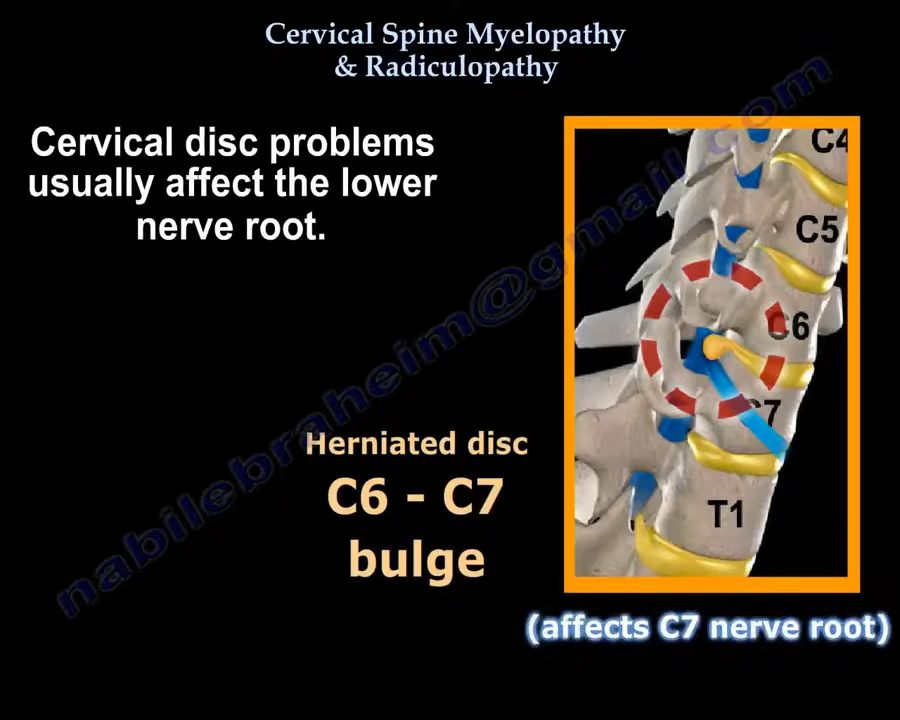 Cervical Spine Myelopathy
& Radiculopathy
Cervical disc problems
usually affect the lower
nerve root.
C4
C5
C6
C7
T1
Herniated disc
C6 - C7
bulge
(affects C7 nerve root)
nabilebraheim@gmail.com